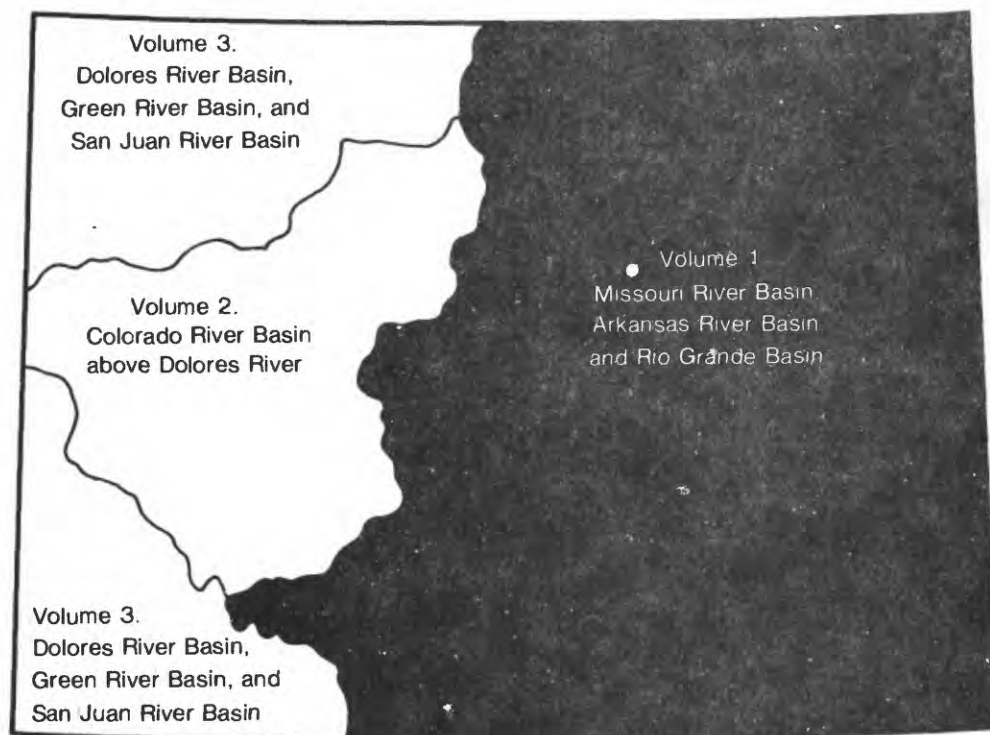 Volume 3.
Dolores River Basin,
Green River Basin, and
San Juan River Basin
Volume 2.
Colorado River Basin
above Dolores River
Volume 1
Missouri River Basin
Arkansas River Basin
and Rio Grande Basin
Volume 3.
Dolores River Basin,
Green River Basin, and
San Juan River Basin